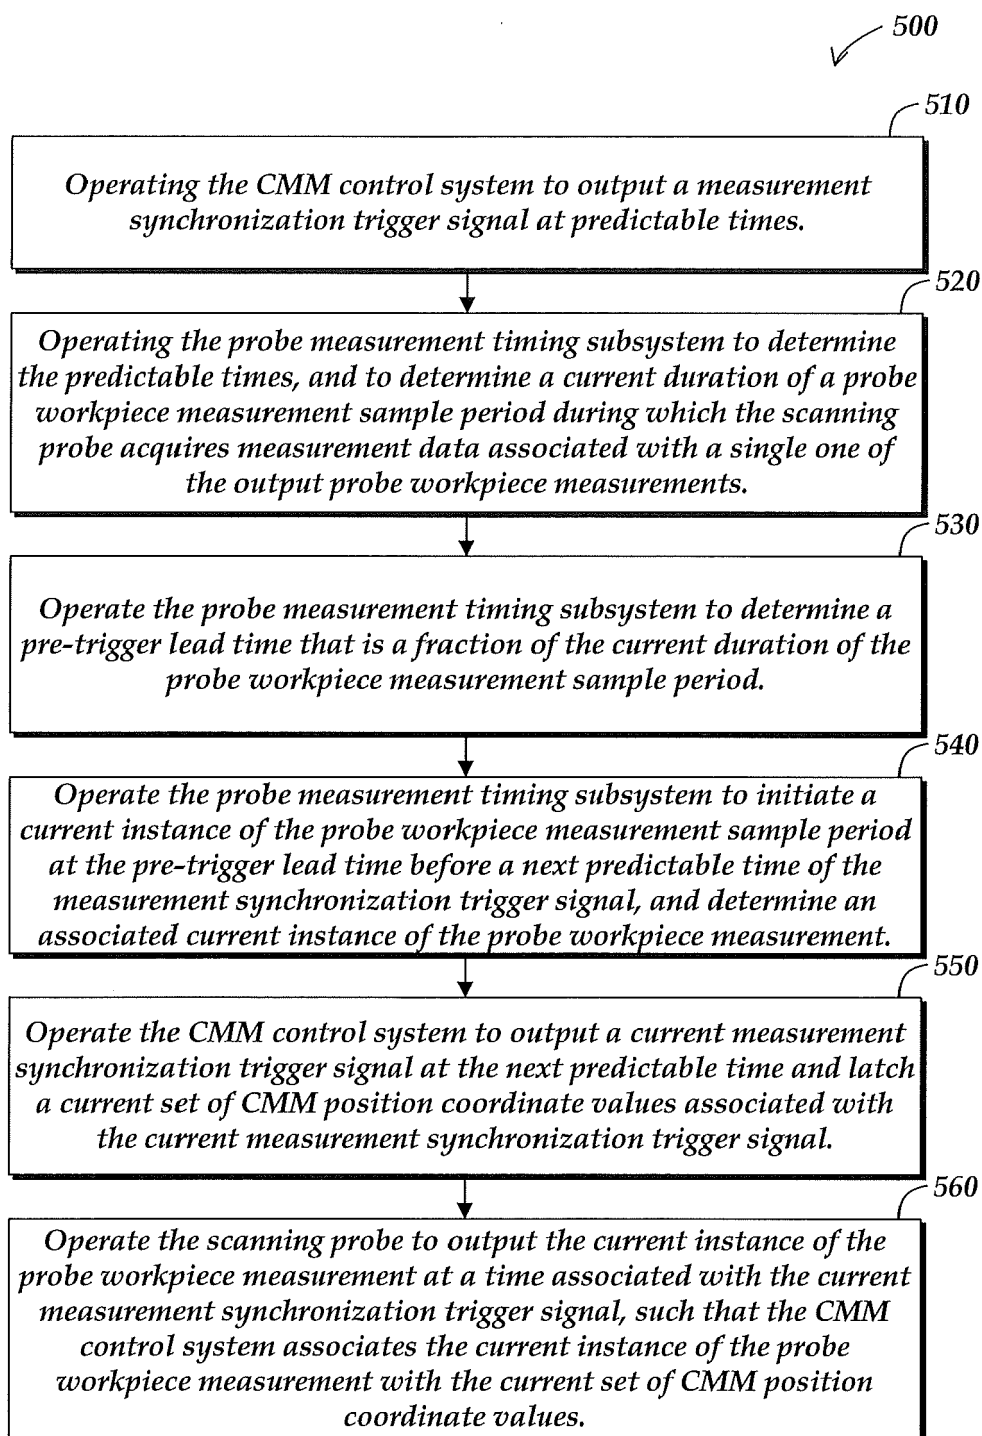 500
510
Operating the CMM control system to output a measurement
synchronization trigger signal at predictable times.
520
Operating the probe measurement timing subsystem to determine
the predictable times, and to determine a current duration of a probe
workpiece measurement sample period during which the scanning
probe acquires measurement data associated with a single one of
the output probe workpiece measurements.
530
Operate the probe measurement timing subsystem to determine a
pre-trigger lead time that is a fraction of the current duration of the
probe workpiece measurement sample period.
540
Operate the probe measurement timing subsystem to initiate a
current instance of the probe workpiece measurement sample period
at the pre-trigger lead time before a next predictable time of the
measurement synchronization trigger signal, and determine an
associated current instance of the probe workpiece measurement.
550
Operate the CMM control system to output a current measurement
synchronization trigger signal at the next predictable time and latch
a current set of CMM position coordinate values associated with
the current measurement synchronization trigger signal.
560
Operate the scanning probe to output the current instance of the
probe workpiece measurement at a time associated with the current
measurement synchronization trigger signal, such that the CMM
control system associates the current instance of the probe
workpiece measurement with the current set of CMM position
coordinate values.